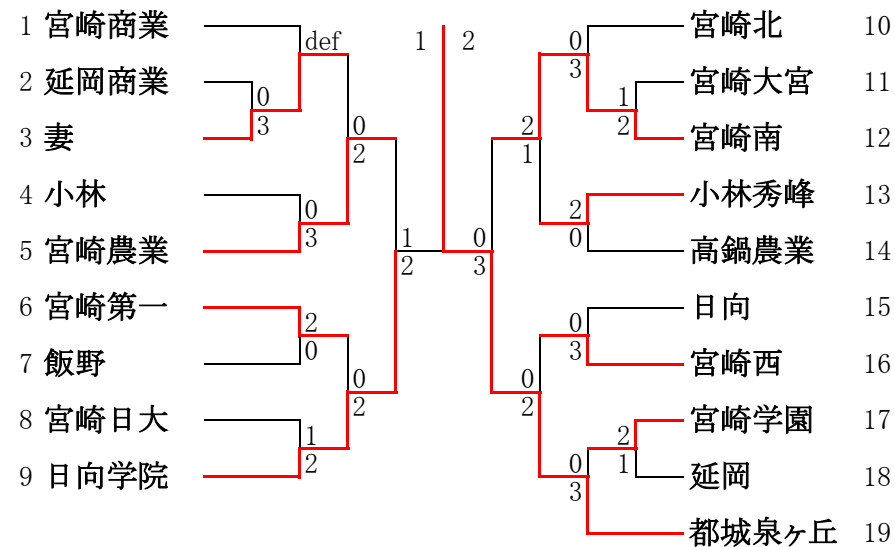 1 宮崎商業
2 延岡商業
3 妻
4 小林
5 宮崎農業
6 宮崎第一
7 飯野
8 宮崎日大
9 日向学院
def
0
3
0
2
0
3
1
2
2
0
0
2
1
2
1 2
0
3
2
1
0
3
1
2
2
0
0
3
0
2
2
1
0
3
宮崎北 10
宮崎大宮 11
宮崎南 12
小林秀峰 13
高鍋農業 14
日向 15
宮崎西 16
宮崎学園 17
延岡 18
都城泉ヶ丘 19